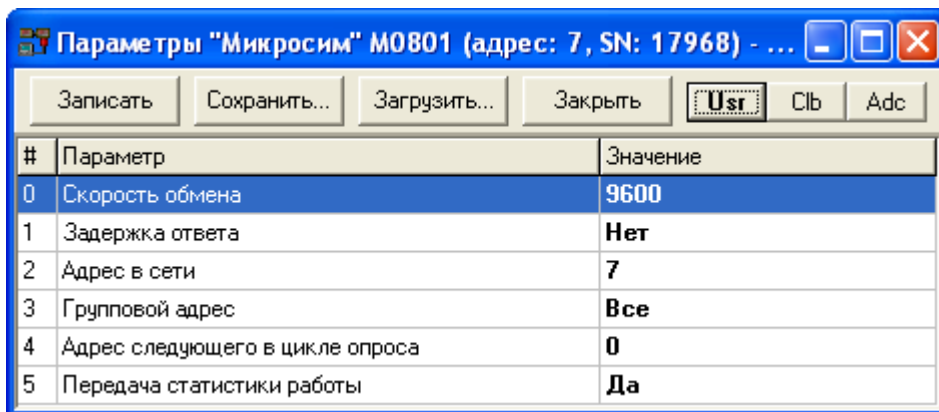 Параметры "Микросим" M0801 (адрес: 7, SN: 17968) - ...
Записать Сохранить... Загрузить... Закрыть Usr Clb Adc
# Параметр Значение
0 Скорость обмена 9600
1 Задержка ответа Нет
2 Адрес в сети 7
3 Групповой адрес Все
4 Адрес следующего в цикле опроса 0
5 Передача статистики работы Да